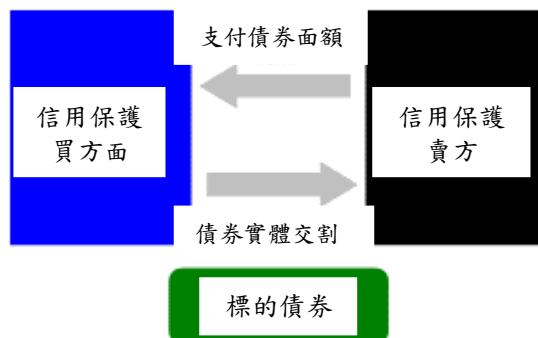 支付債券面額
信用保護
買方面
信用保護
賣方
債券實體交割
標的債券